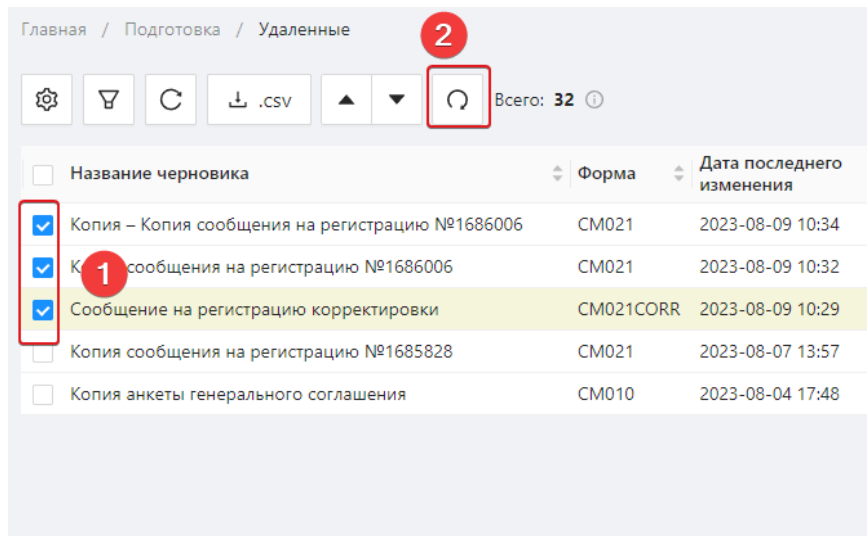 Главная / Подготовка / Удаленные
2
.csv Всего: 32
Название черновика Форма Дата последнего
изменения
Копия – Копия сообщения на регистрацию №1686006 CM021 2023-08-09 10:34
сообщения на регистрацию №1686006 CM021 2023-08-09 10:32
1
Сообщение на регистрацию корректировки CM021CORR 2023-08-09 10:29
Копия сообщения на регистрацию №1685828 CM021 2023-08-07 13:57
Копия анкеты генерального соглашения CM010 2023-08-04 17:48